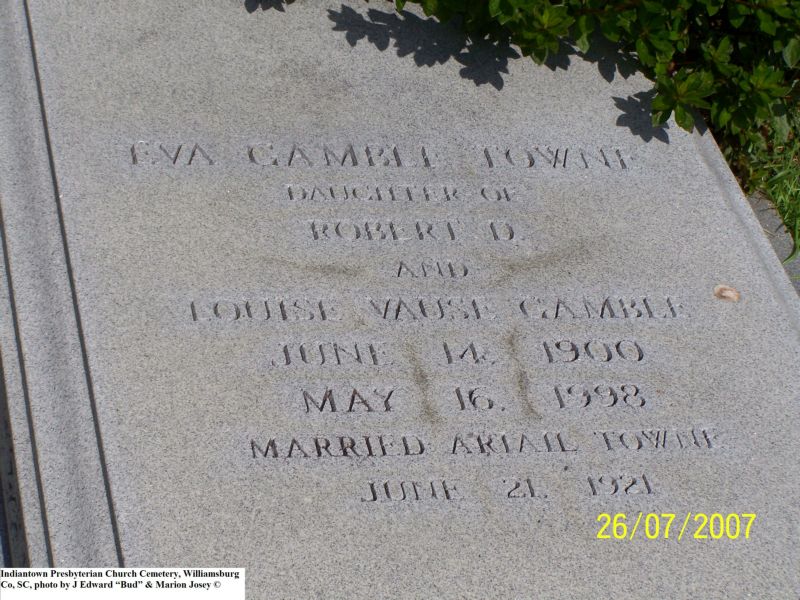 EVA GAMBLE TOWNE
DAUGHTER OF
ROBERT D.
AND
LOUISE VAUSE GAMBLE
JUNE 14. 1900
MAY 16. 1998
MARRIED ARIAIL TOWNE
JUNE 21. 1921
26/07/2007
Indiantown Presbyterian Church Cemetery, Williamsburg
Co, SC, photo by J Edward “Bud” & Marion Josey ©